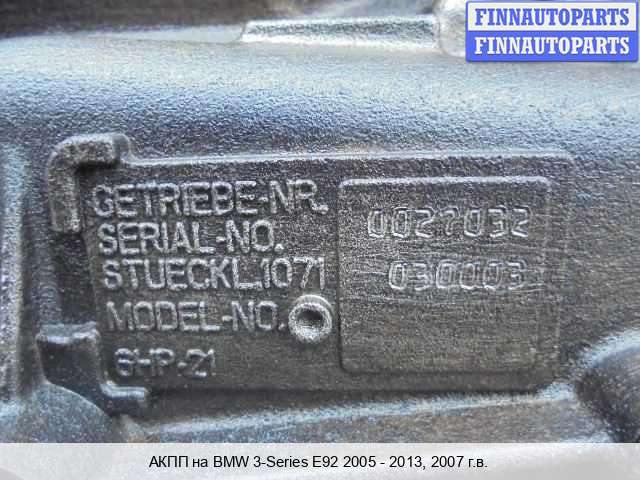 FINNAUTOPARTS
FINNAUTOPARTS
GETRIEBE-NR.
SERIAL-NO. 0027032
STUECKL.1071 030003
MODEL-NO.
6HP-21
АКПП на BMW 3-Series E92 2005 - 2013, 2007 г.в.